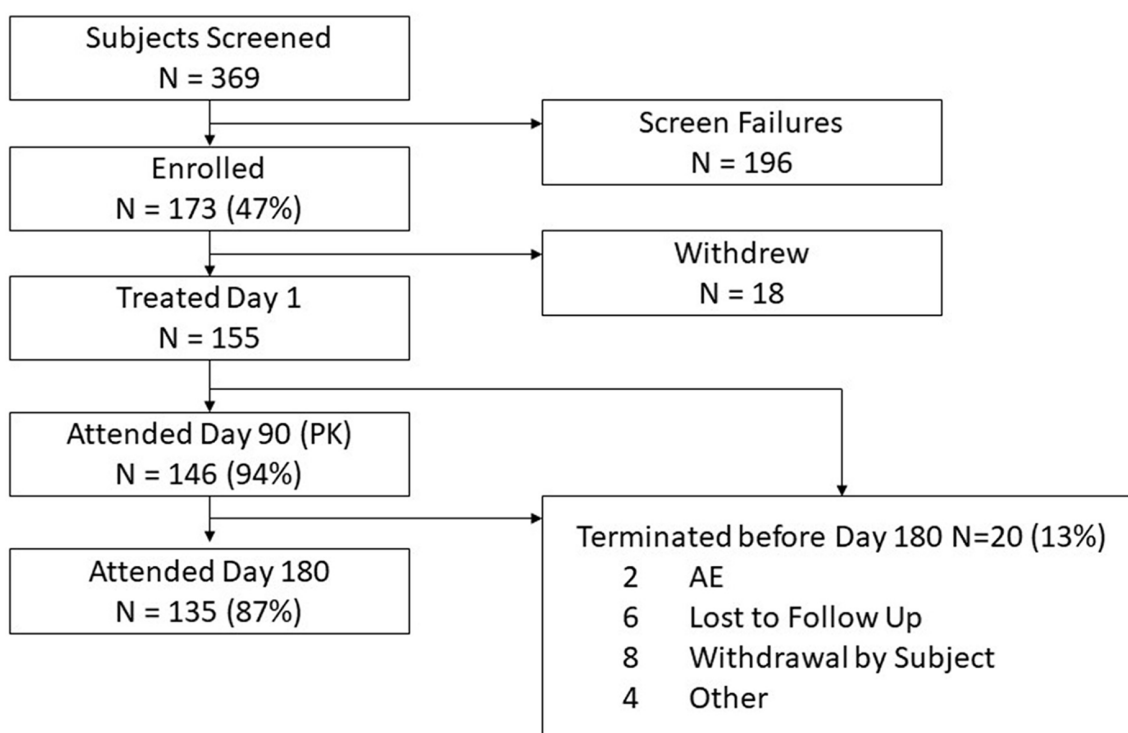 Subjects Screened
N = 369
Screen Failures
N = 196
Enrolled
N = 173 (47%)
Withdrew
N = 18
Treated Day 1
N = 155
Attended Day 90 (PK)
N = 146 (94%)
Terminated before Day 180 N=20 (13%)
2 AE
6 Lost to Follow Up
8 Withdrawal by Subject
4 Other
Attended Day 180
N = 135 (87%)